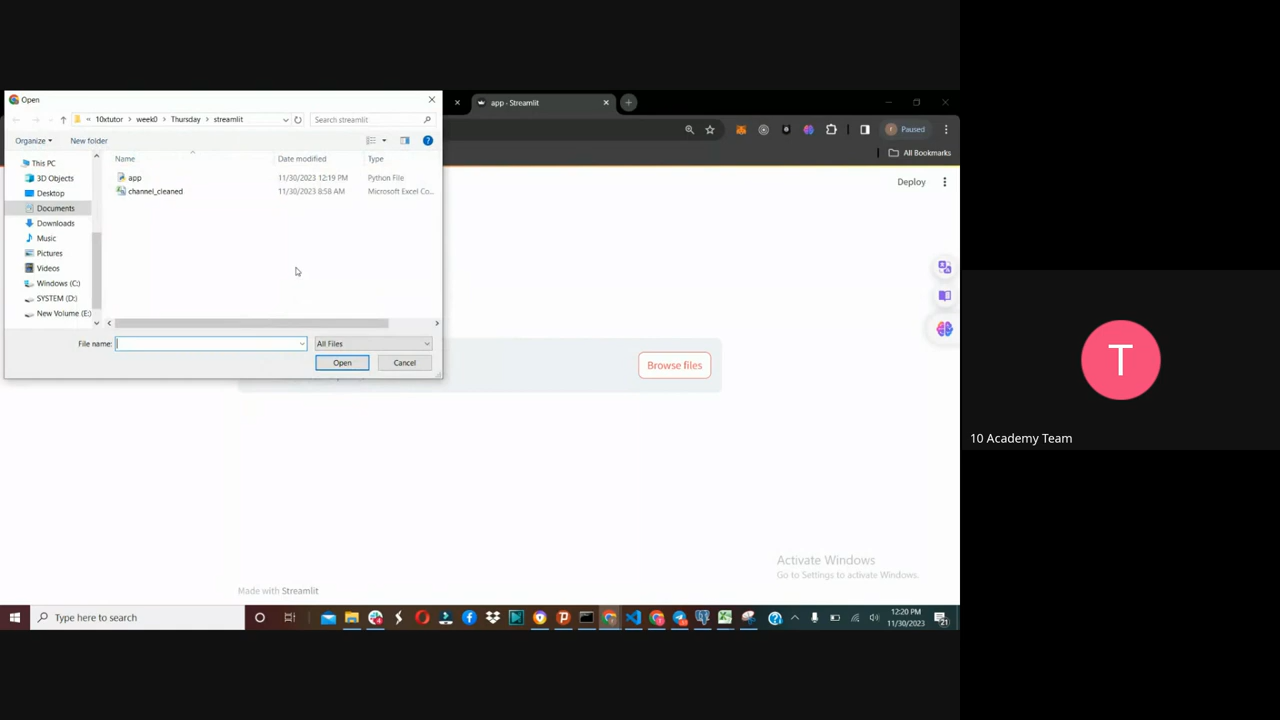 Open
app - Streamlit
« 10xtutor > week0 > Thursday > streamlit
Search streamlit
Paused
Organize
New folder
All Bookmarks
Name
Date modified
Type
This PC
3D Objects
Desktop
Documents
Downloads
Music
Pictures
Videos
Windows (C:)
SYSTEM (D:)
New Volume (E:)
app
11/30/2023 12:19 PM
Python File
channel_cleaned
11/30/2023 8:58 AM
Microsoft Excel Co...
Deploy
File name:
All Files
Open
Cancel
Browse files
T
10 Academy Team
Activate Windows
Go to Settings to activate Windows.
Made with Streamlit
Type here to search
12:20 PM
11/30/2023
21